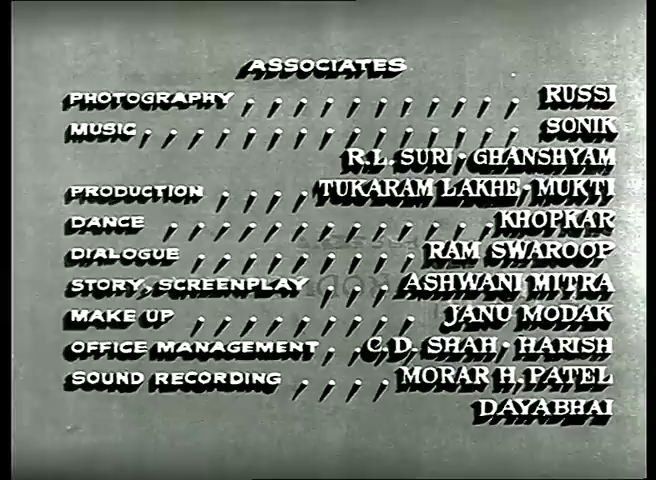 ASSOCIATES
PHOTOGRAPHY , , , , , , , , , , , RUSSI
MUSIC , , , , , , , , , , , , , , , SONIK
R.L. SURI · GHANSHYAM
PRODUCTION , , , , TUKARAM LAKHE · MUKTI
DANCE , , , , , , , , , , , , , KHOPKAR
DIALOGUE , , , , , , , , , RAM SWAROOP
STORY, SCREENPLAY , , , , ASHWANI MITRA
MAKE UP , , , , , , , , , JANU MODAK
OFFICE MANAGEMENT , , C.D. SHAH · HARISH
SOUND RECORDING , , , , MORAR H. PATEL
DAYABHAI